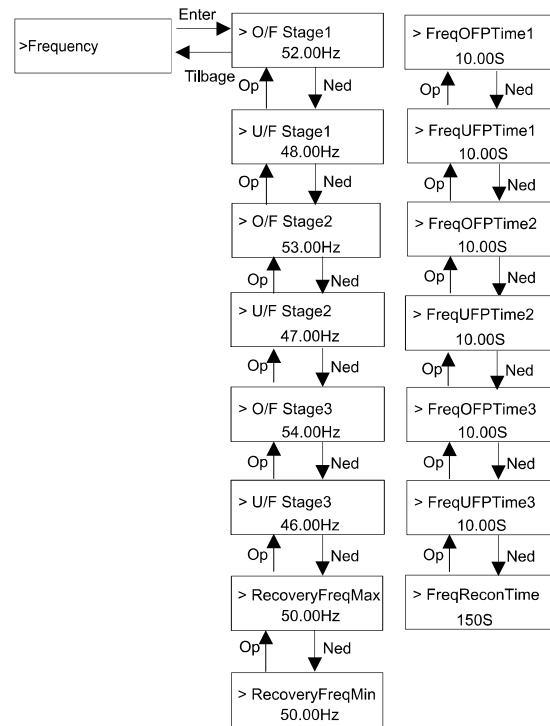 >Frequency
Enter
Tilbage
> O/F Stage1
52.00Hz
Op
Ned
> U/F Stage1
48.00Hz
Op
Ned
> O/F Stage2
53.00Hz
Op
Ned
> U/F Stage2
47.00Hz
Op
Ned
> O/F Stage3
54.00Hz
Op
Ned
> U/F Stage3
46.00Hz
Op
Ned
> RecoveryFreqMax
50.00Hz
Op
Ned
> RecoveryFreqMin
50.00Hz
> FreqOFPTime1
10.00S
Op
Ned
> FreqUFPTime1
10.00S
Op
Ned
> FreqOFPTime2
10.00S
Op
Ned
> FreqUFPTime2
10.00S
Op
Ned
> FreqOFPTime3
10.00S
Op
Ned
> FreqUFPTime3
10.00S
Op
Ned
> FreqReconTime
150S